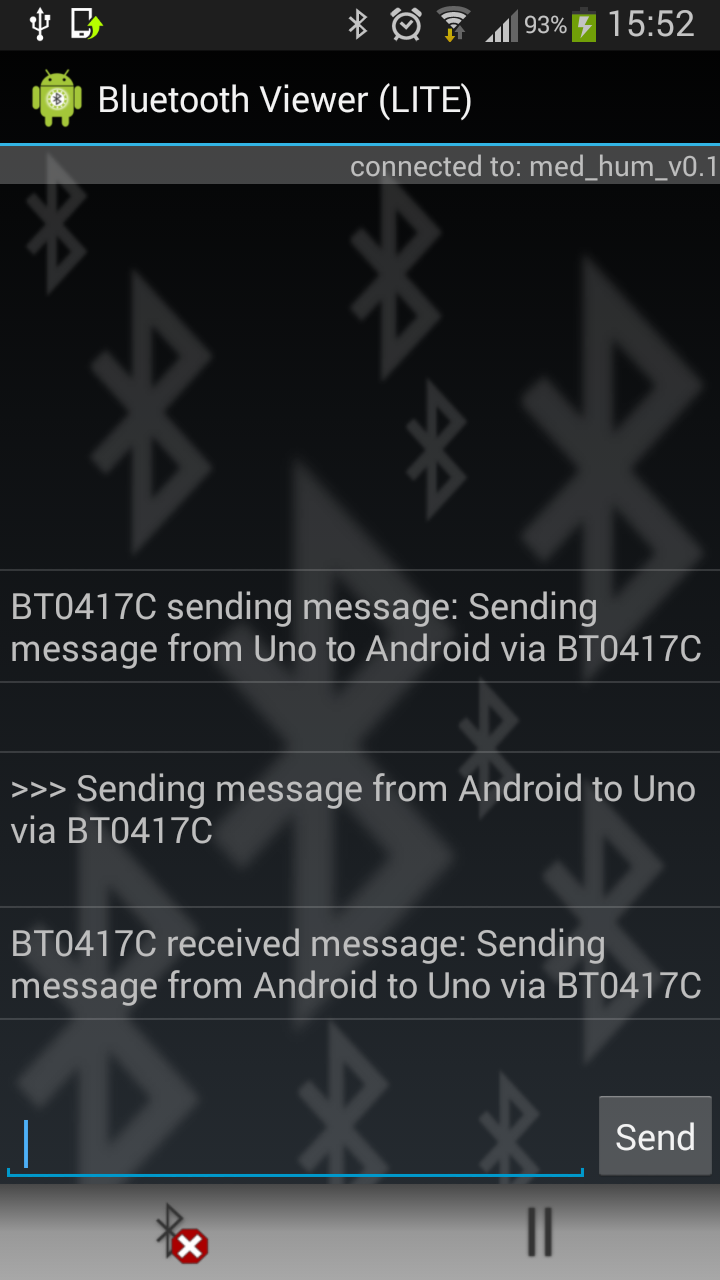 93% 15:52
Bluetooth Viewer (LITE)
connected to: med_hum_v0.1
BT0417C sending message: Sending
message from Uno to Android via BT0417C
>>> Sending message from Android to Uno
via BT0417C
BT0417C received message: Sending
message from Android to Uno via BT0417C
Send